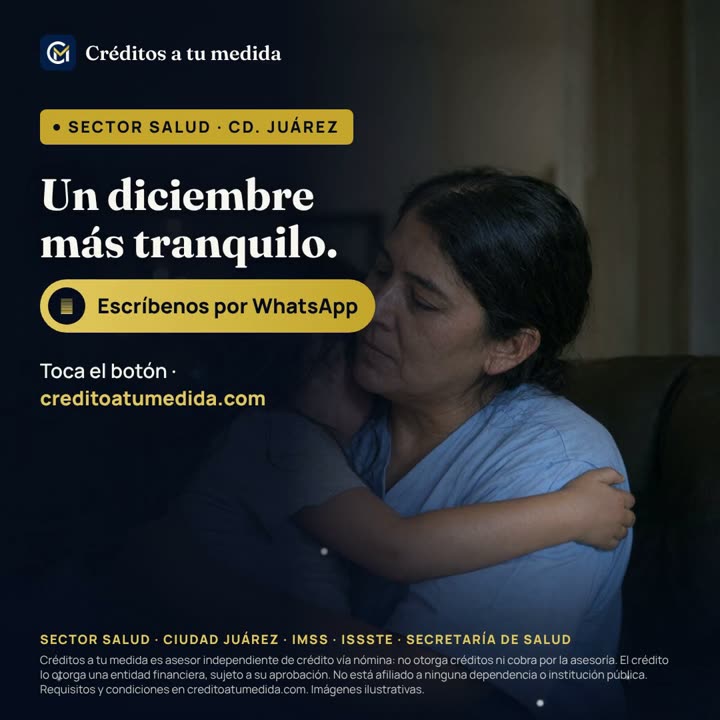 Créditos a tu medida
• SECTOR SALUD · CD. JUÁREZ
Un diciembre
más tranquilo.
Escríbenos por WhatsApp
Toca el botón ·
creditoatumedida.com
SECTOR SALUD · CIUDAD JUÁREZ · IMSS · ISSSTE · SECRETARÍA DE SALUD
Créditos a tu medida es asesor independiente de crédito vía nómina: no otorga créditos ni cobra por la asesoría. El crédito
lo otorga una entidad financiera, sujeto a su aprobación. No está afiliado a ninguna dependencia o institución pública.
Requisitos y condiciones en creditoatumedida.com. Imágenes ilustrativas.